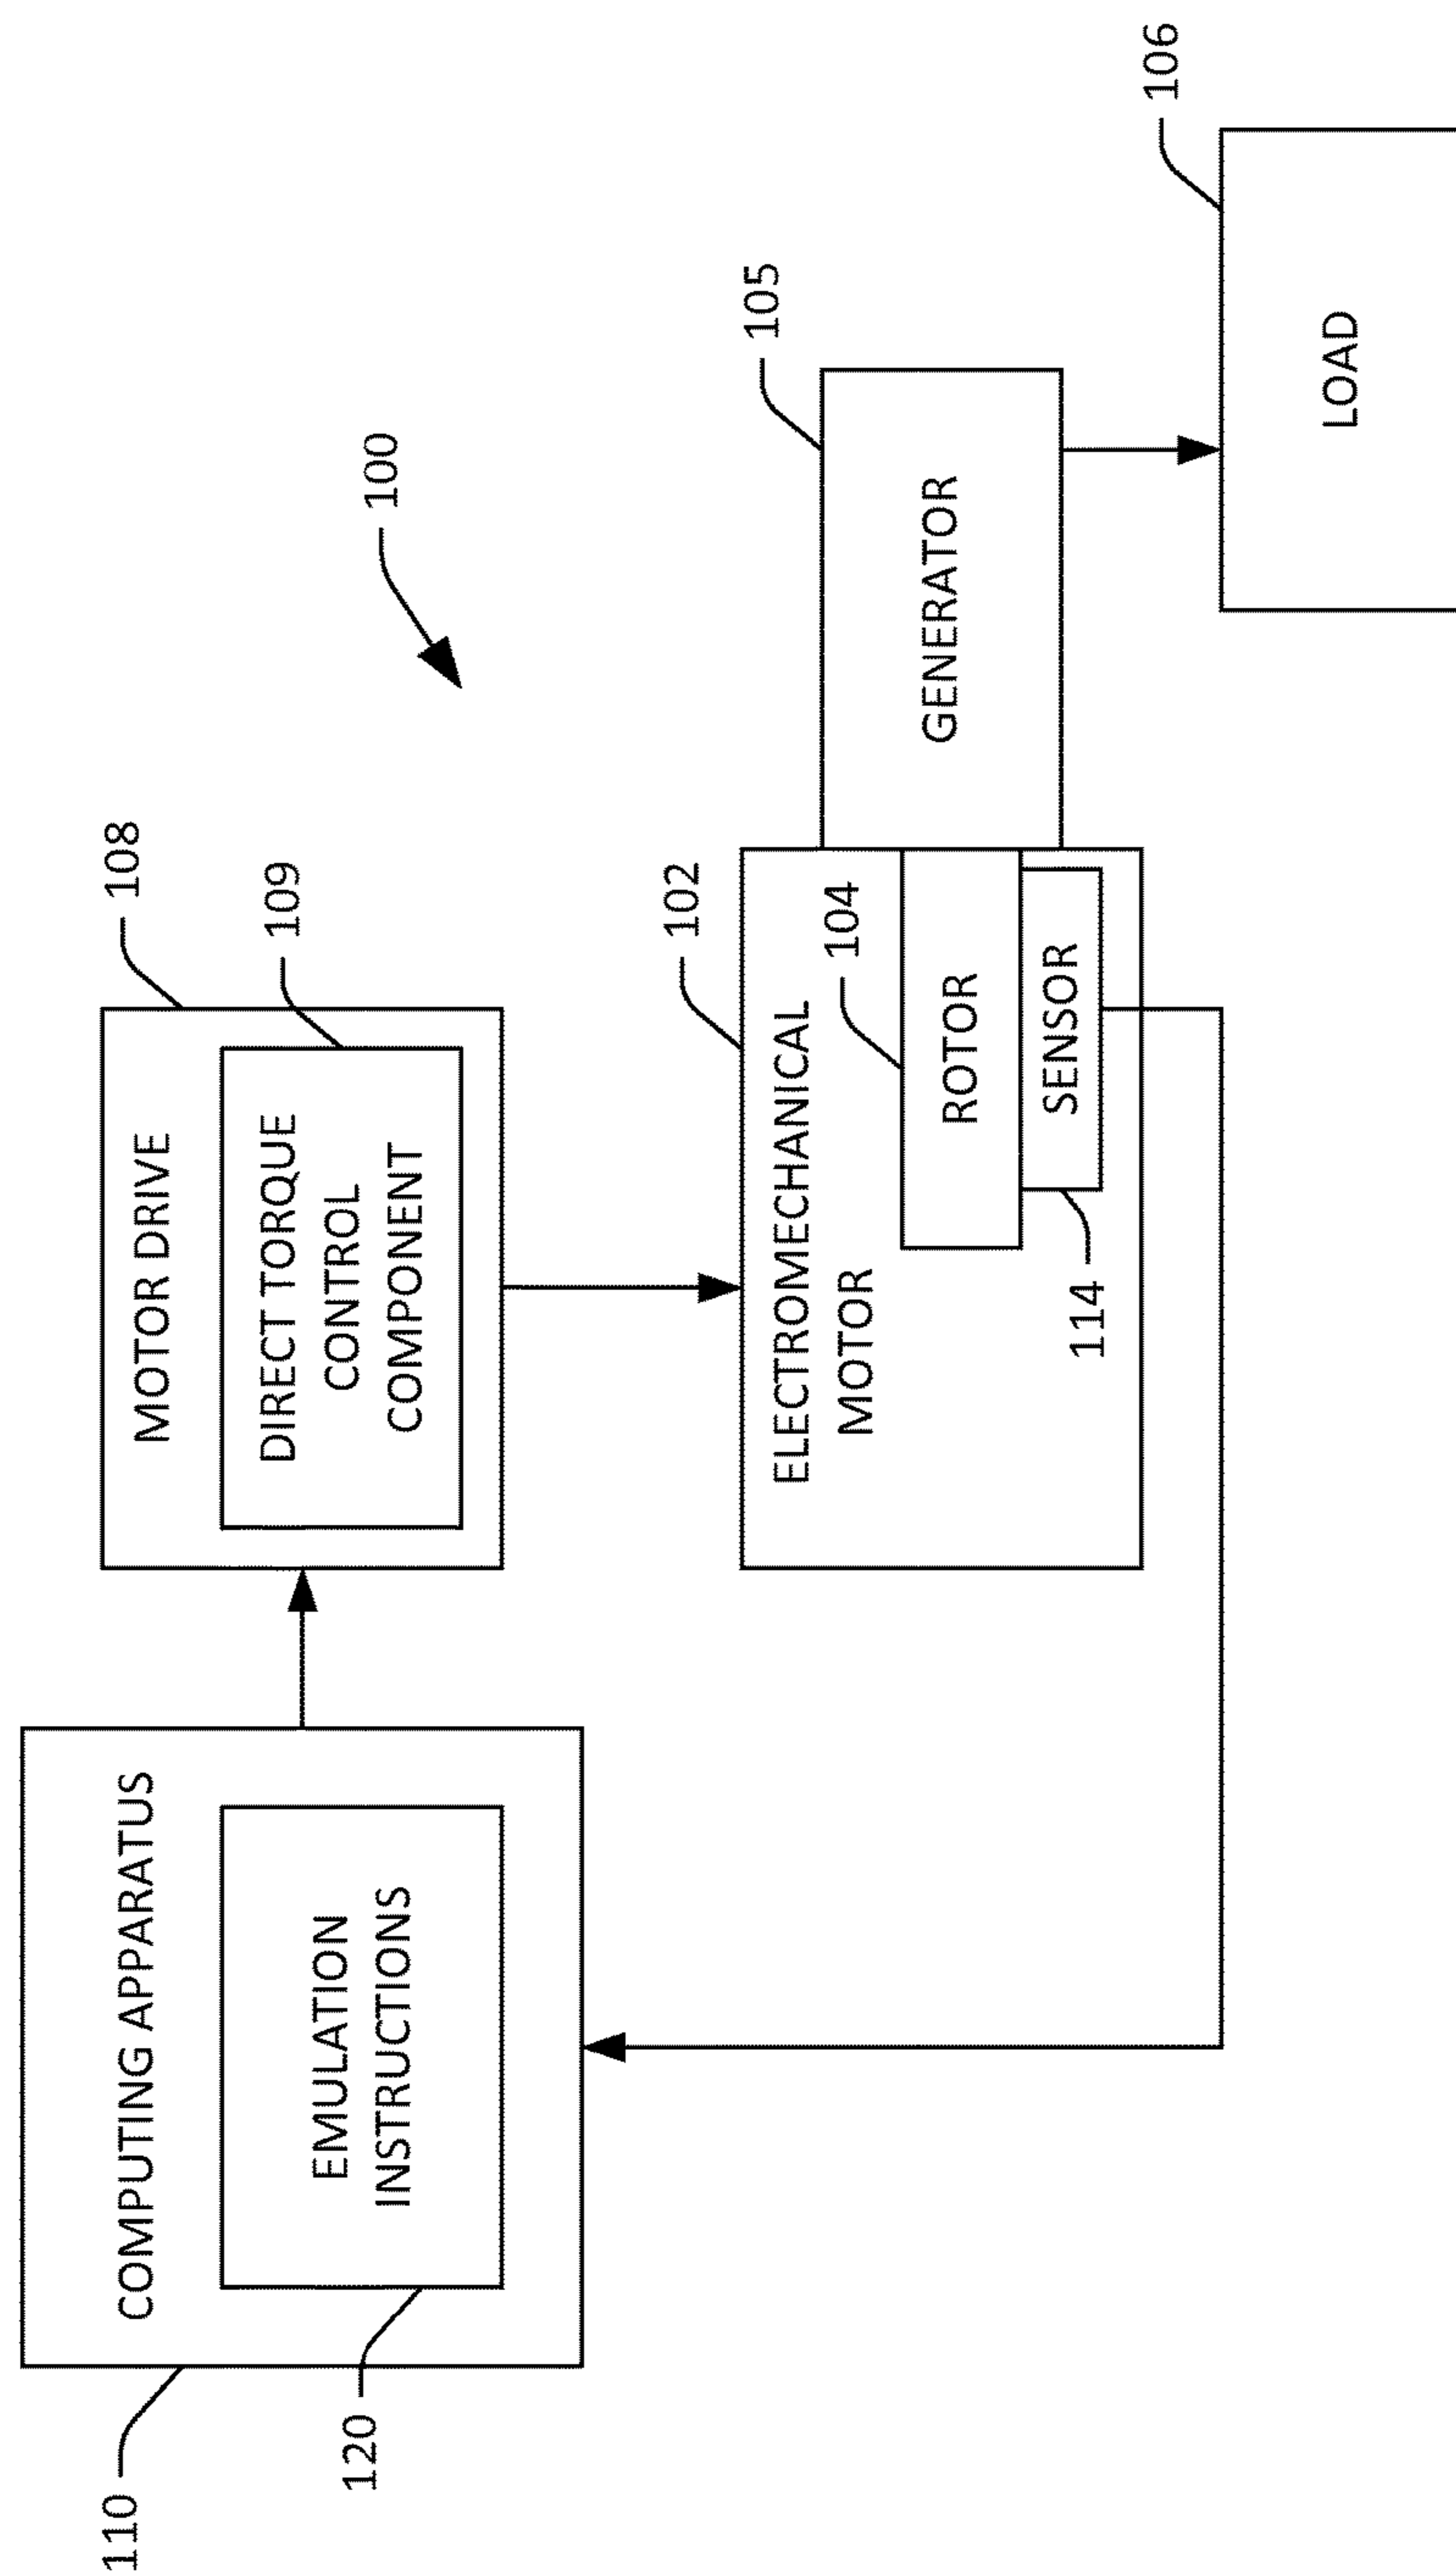 COMPUTING APPARATUS
110
EMULATION
INSTRUCTIONS
120
MOTOR DRIVE
108
DIRECT TORQUE
CONTROL
COMPONENT
109
100
ELECTROMECHANICAL
MOTOR
102
ROTOR
104
SENSOR
114
GENERATOR
105
LOAD
106